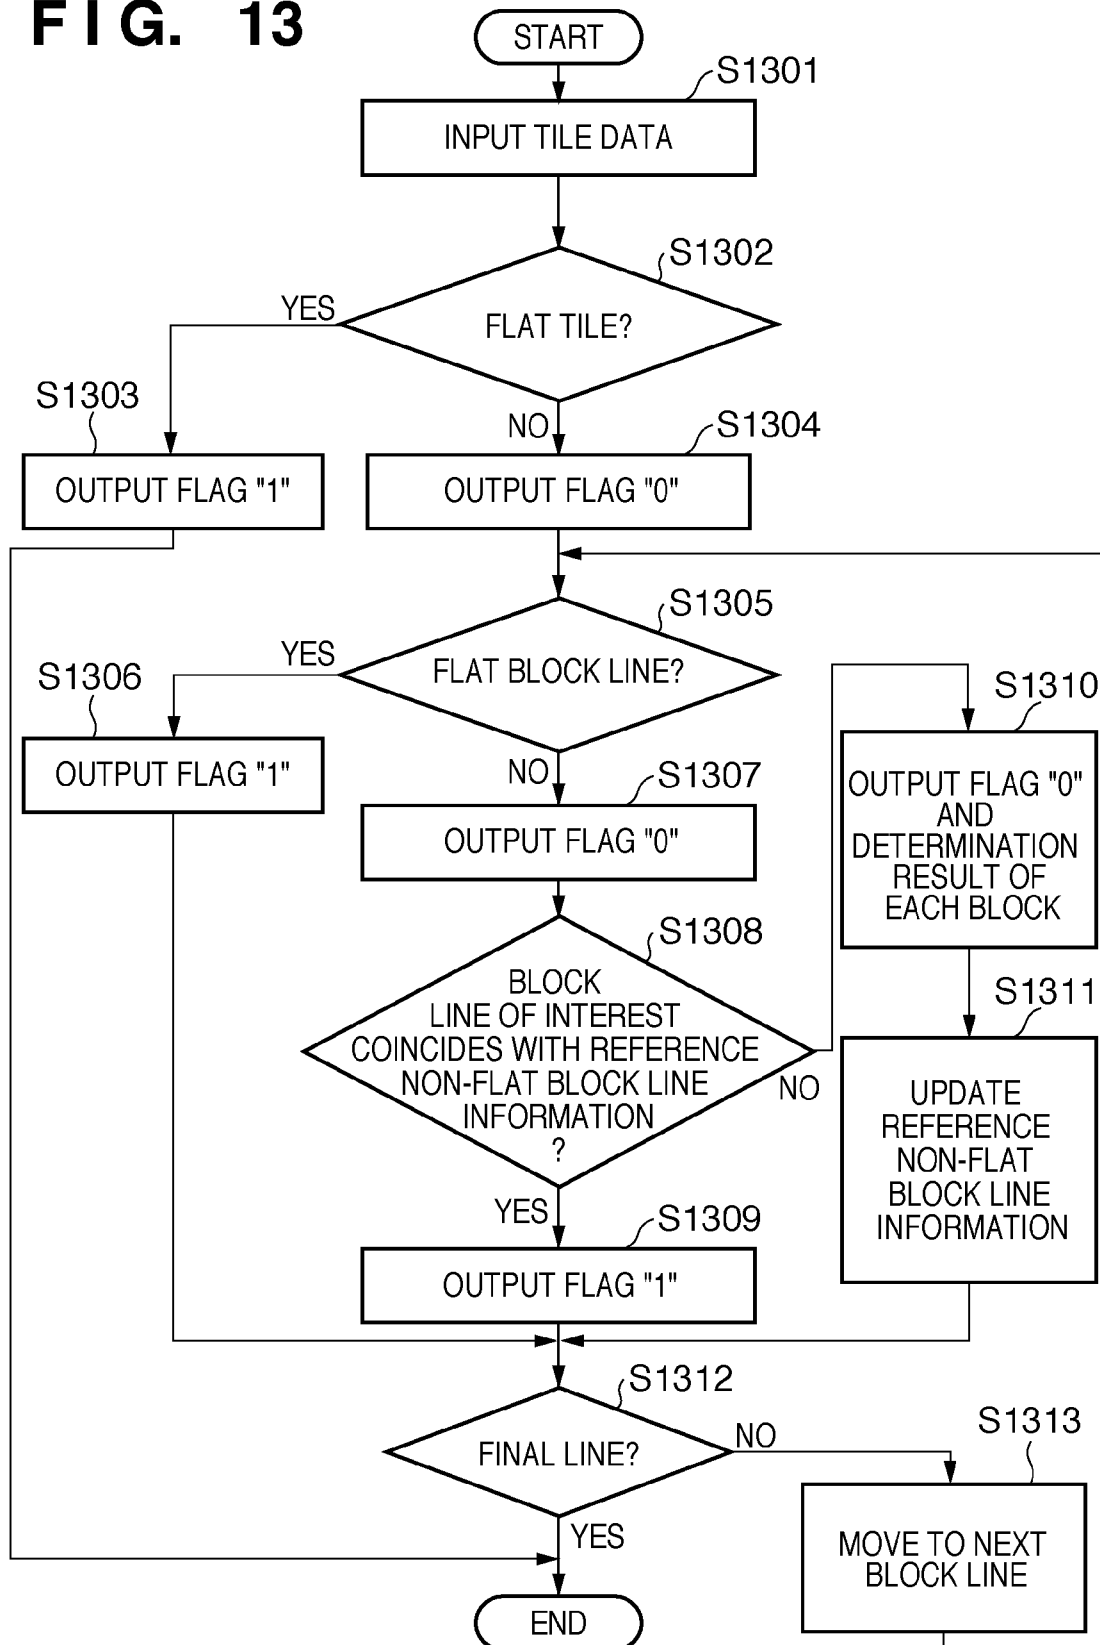 FIG. 13
START
S1301
INPUT TILE DATA
S1302
FLAT TILE?
YES
NO
S1303
OUTPUT FLAG "1"
S1304
OUTPUT FLAG "0"
S1305
FLAT BLOCK LINE?
YES
NO
S1306
OUTPUT FLAG "1"
S1307
OUTPUT FLAG "0"
S1308
BLOCK
LINE OF INTEREST
COINCIDES WITH REFERENCE
NON-FLAT BLOCK LINE
INFORMATION
?
NO
YES
S1310
OUTPUT FLAG "0"
AND
DETERMINATION
RESULT OF
EACH BLOCK
S1311
UPDATE
REFERENCE
NON-FLAT
BLOCK LINE
INFORMATION
S1309
OUTPUT FLAG "1"
S1312
FINAL LINE?
NO
YES
S1313
MOVE TO NEXT
BLOCK LINE
END